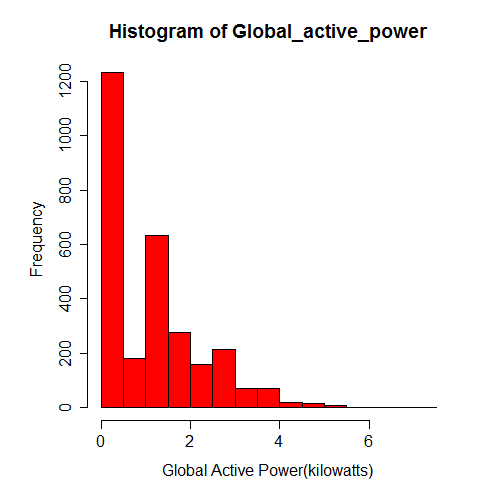 Histogram of Global_active_power
Frequency
0 200 400 600 800 1000 1200
0 2 4 6
Global Active Power(kilowatts)